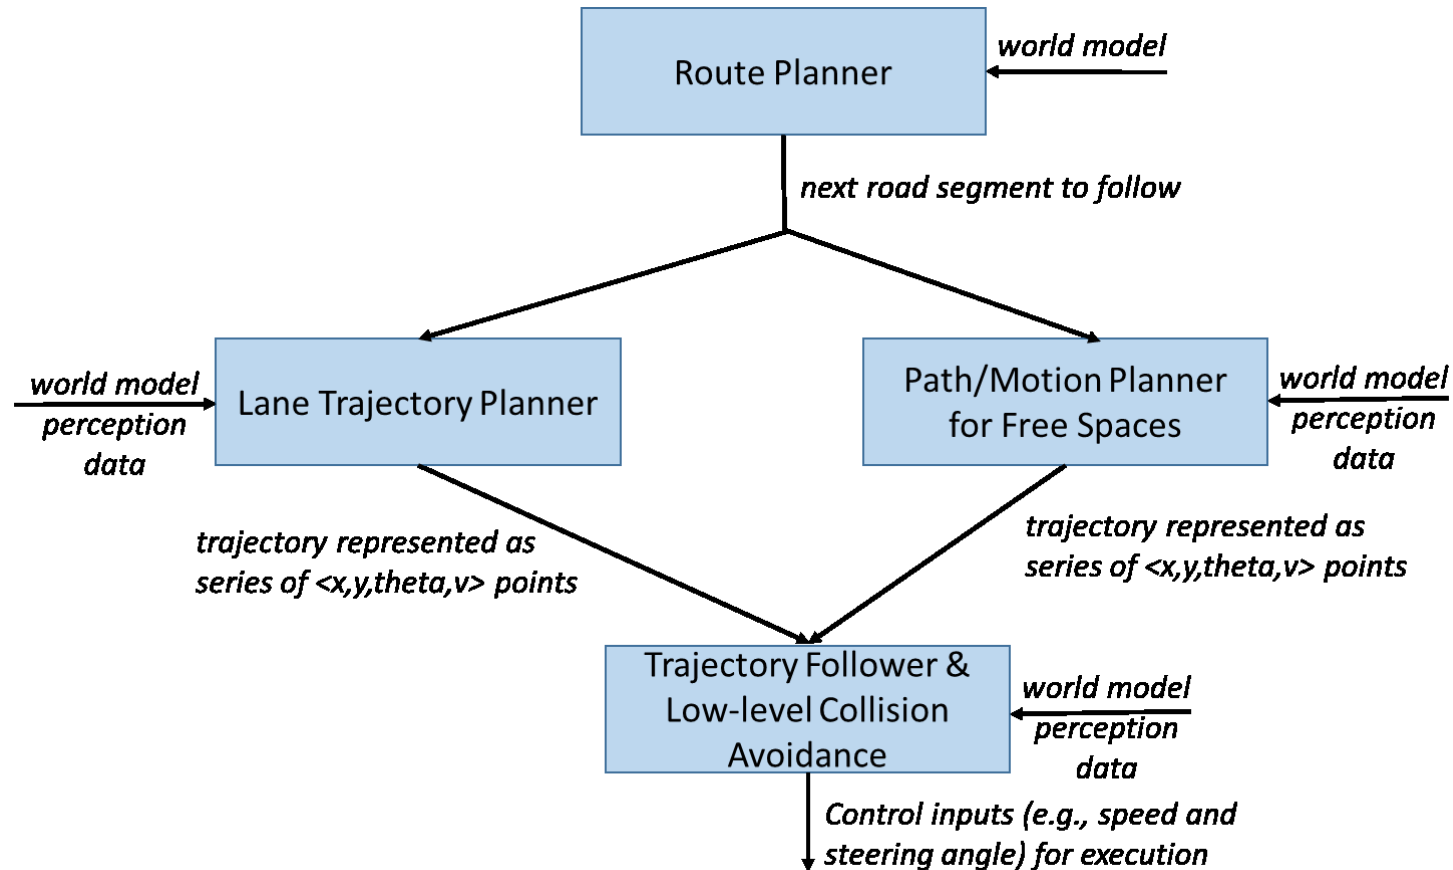 Route Planner
world model
next road segment to follow
world model
perception
data
Lane Trajectory Planner
Path/Motion Planner
for Free Spaces
world model
perception
data
trajectory represented as
series of <x,y,theta,v> points
trajectory represented as
series of <x,y,theta,v> points
Trajectory Follower &
Low-level Collision
Avoidance
world model
perception
data
Control inputs (e.g., speed and
steering angle) for execution